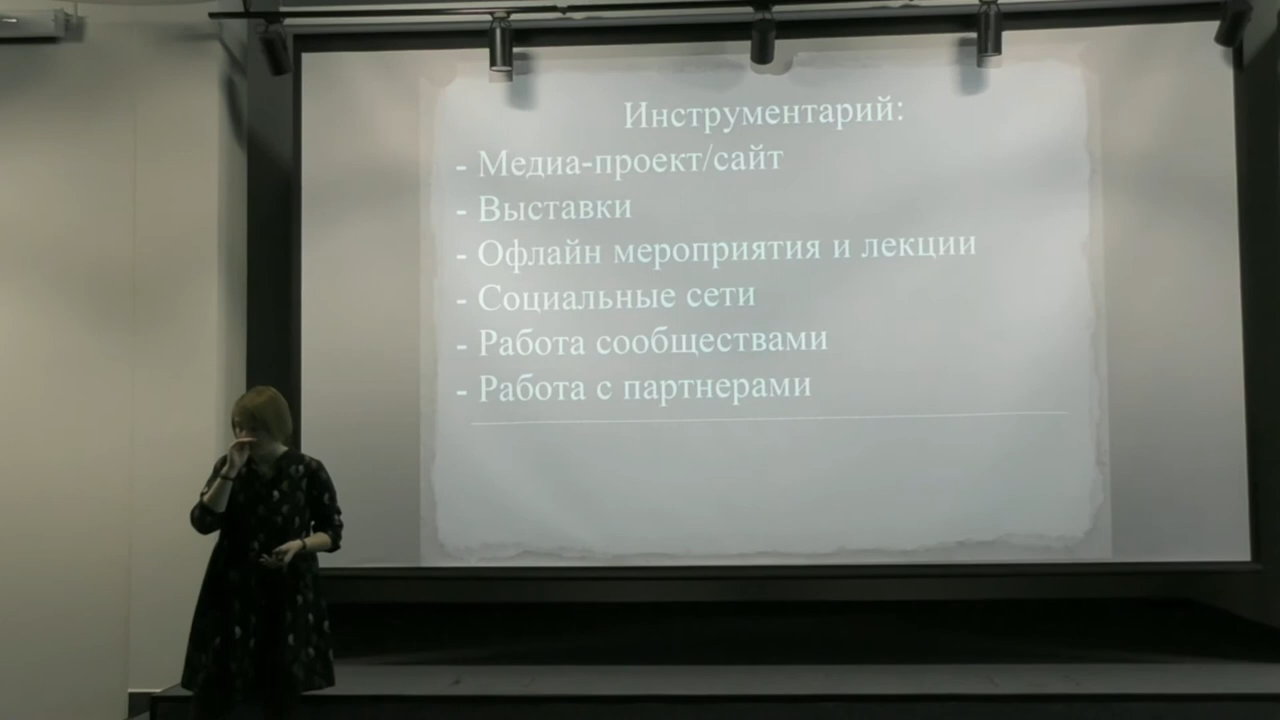 Инструментарий:
- Медиа-проект/сайт
- Выставки
- Офлайн мероприятия и лекции
- Социальные сети
- Работа сообществами
- Работа с партнерами